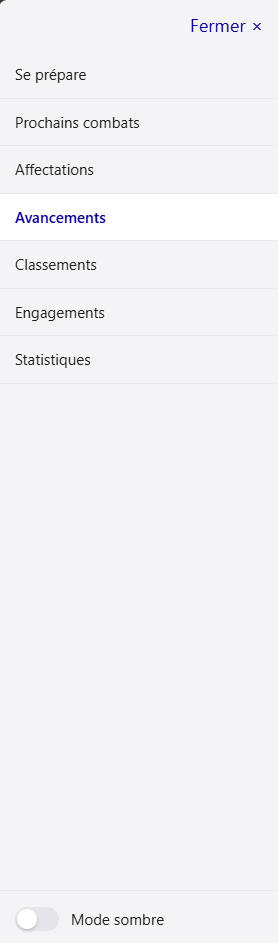 Fermer ×
Se prépare
Prochains combats
Affectations
Avancements
Classements
Engagements
Statistiques
Mode sombre